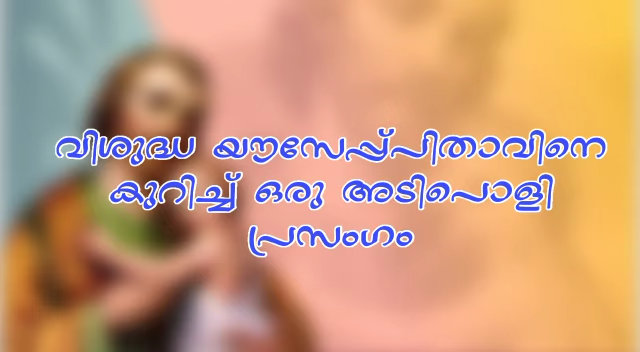 വിശുദ്ധ യൗസേപ്പ്പിതാവിനെ
കുറിച്ച് ഒരു അടിപൊളി
പ്രസംഗം